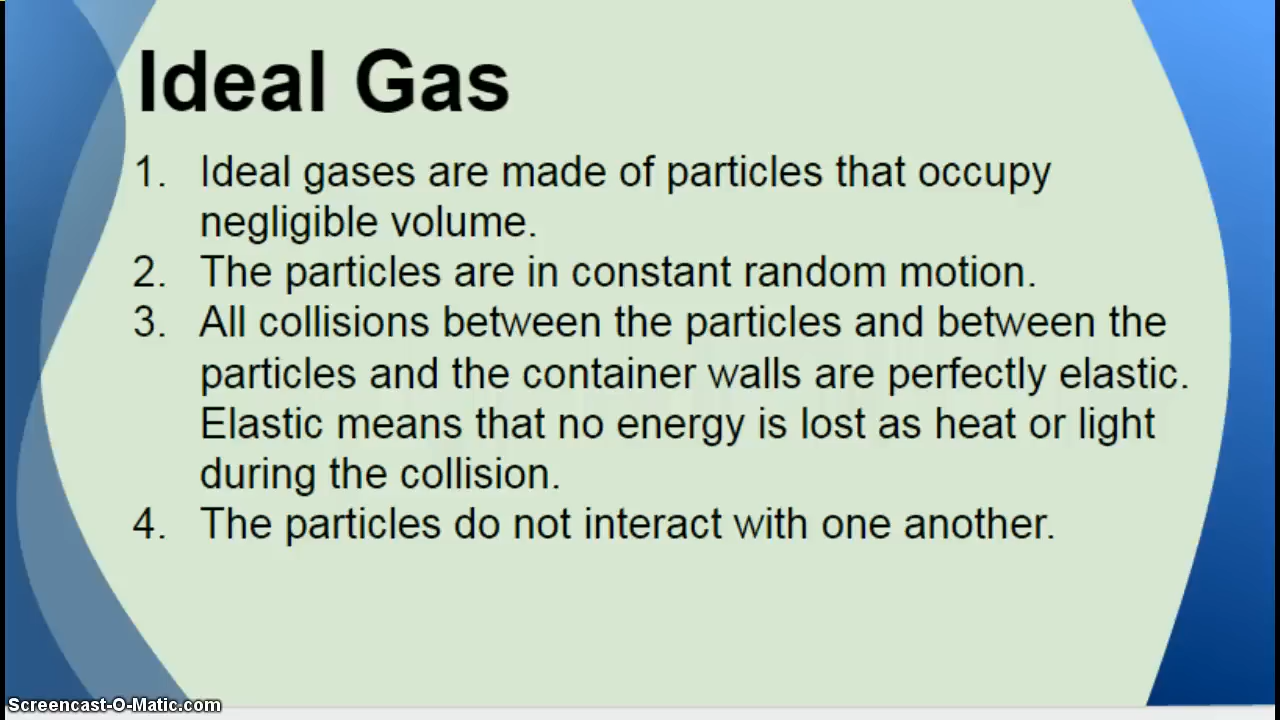 Ideal Gas
1. Ideal gases are made of particles that occupy
negligible volume.
2. The particles are in constant random motion.
3. All collisions between the particles and between the
particles and the container walls are perfectly elastic.
Elastic means that no energy is lost as heat or light
during the collision.
4. The particles do not interact with one another.
Screencast-O-Matic.com